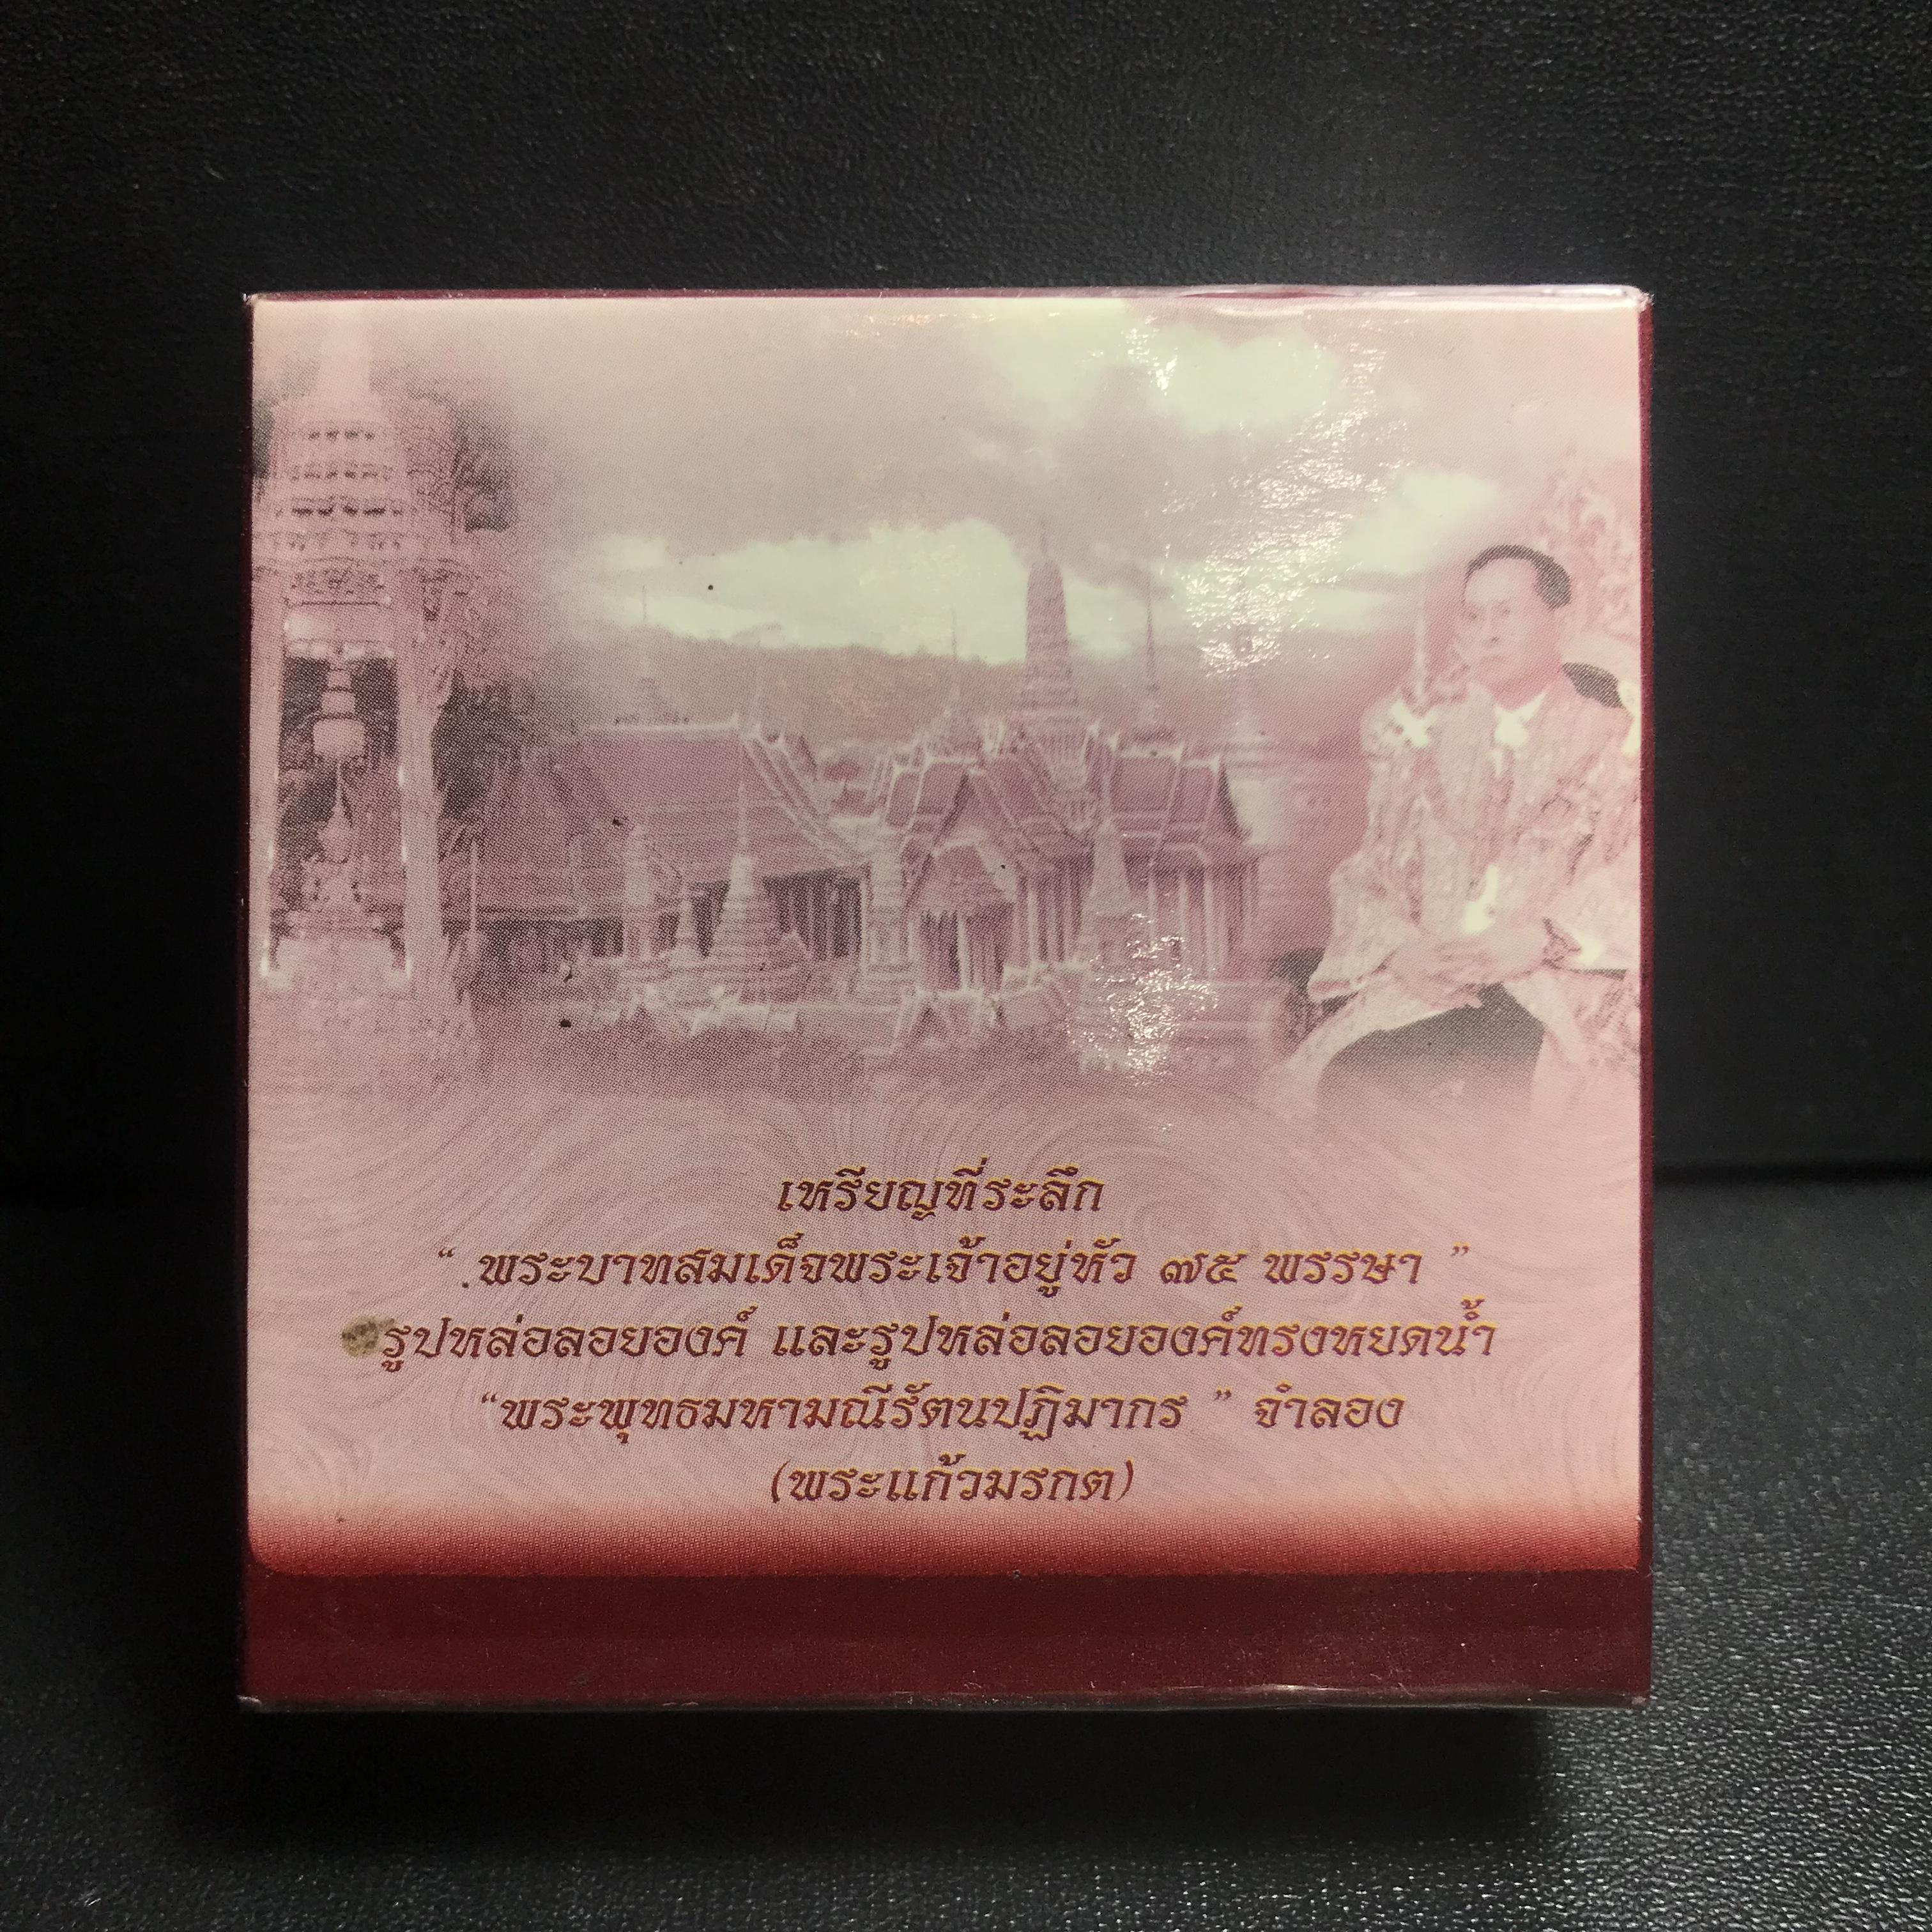 เหรียญที่ระลึก
“ พระบาทสมเด็จพระเจ้าอยู่หัว ๗๕ พรรษา ”
รูปหล่อลอยองค์ และรูปหล่อลอยองค์ทรงหยดน้ำ
“พระพุทธมหามณีรัตนปฏิมากร ” จำลอง
(พระแก้วมรกต)